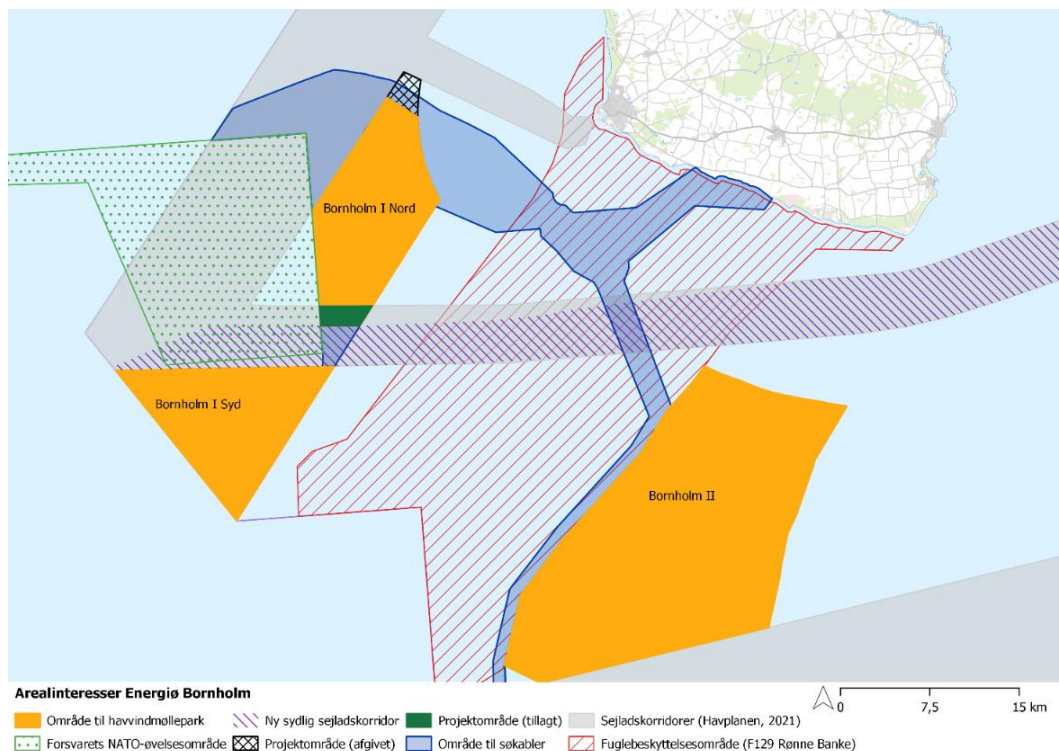 Bornholm I Nord
Bornholm I Syd
Bornholm II
Arealinteresser Energiø Bornholm
Område til havvindmøllepark
Ny sydlig sejladskorridor
Projektområde (tillagt)
Sejladskorridorer (Havplanen, 2021)
Forsvarets NATO-øvelsesområde
Projektområde (afgivet)
Område til søkabler
Fuglebeskyttelsesområde (F129 Rønne Banke)
0 7,5 15 km